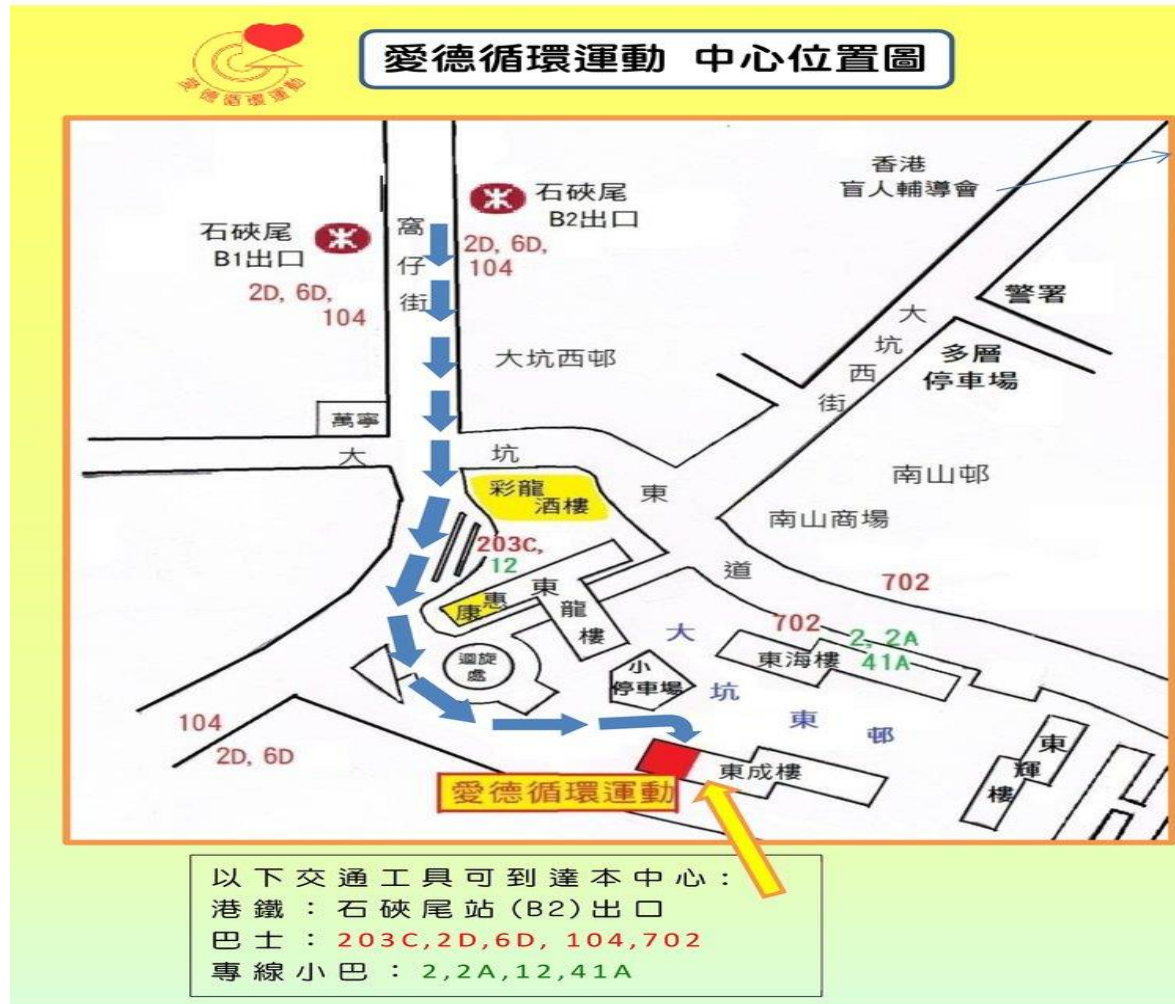 愛德循環運動
愛德循環運動 中心位置圖
香港
盲人輔導會
石硤尾
B2出口
石硤尾
B1出口
窩仔街
2D, 6D,
104
2D, 6D,
104
警署
大坑西街
多層
停車場
大坑西邨
萬寧
大坑東道
彩龍
酒樓
南山邨
南山商場
203C,
12
東龍樓
惠康
702
702
2, 2A
41A
大坑東邨
東海樓
迴旋
處
小
停車場
104
2D, 6D
東成樓
東輝樓
愛德循環運動
以下交通工具可到達本中心:
港鐵:石硤尾站(B2)出口
巴士:203C,2D,6D, 104,702
專線小巴:2,2A,12,41A